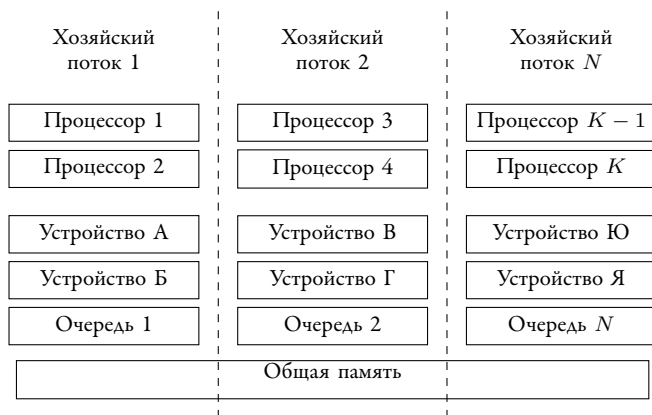 Хозяйский поток 1
Хозяйский поток 2
Хозяйский поток N
Процессор 1
Процессор 3
Процессор K − 1
Процессор 2
Процессор 4
Процессор K
Устройство А
Устройство В
Устройство Ю
Устройство Б
Устройство Г
Устройство Я
Очередь 1
Очередь 2
Очередь N
Общая память